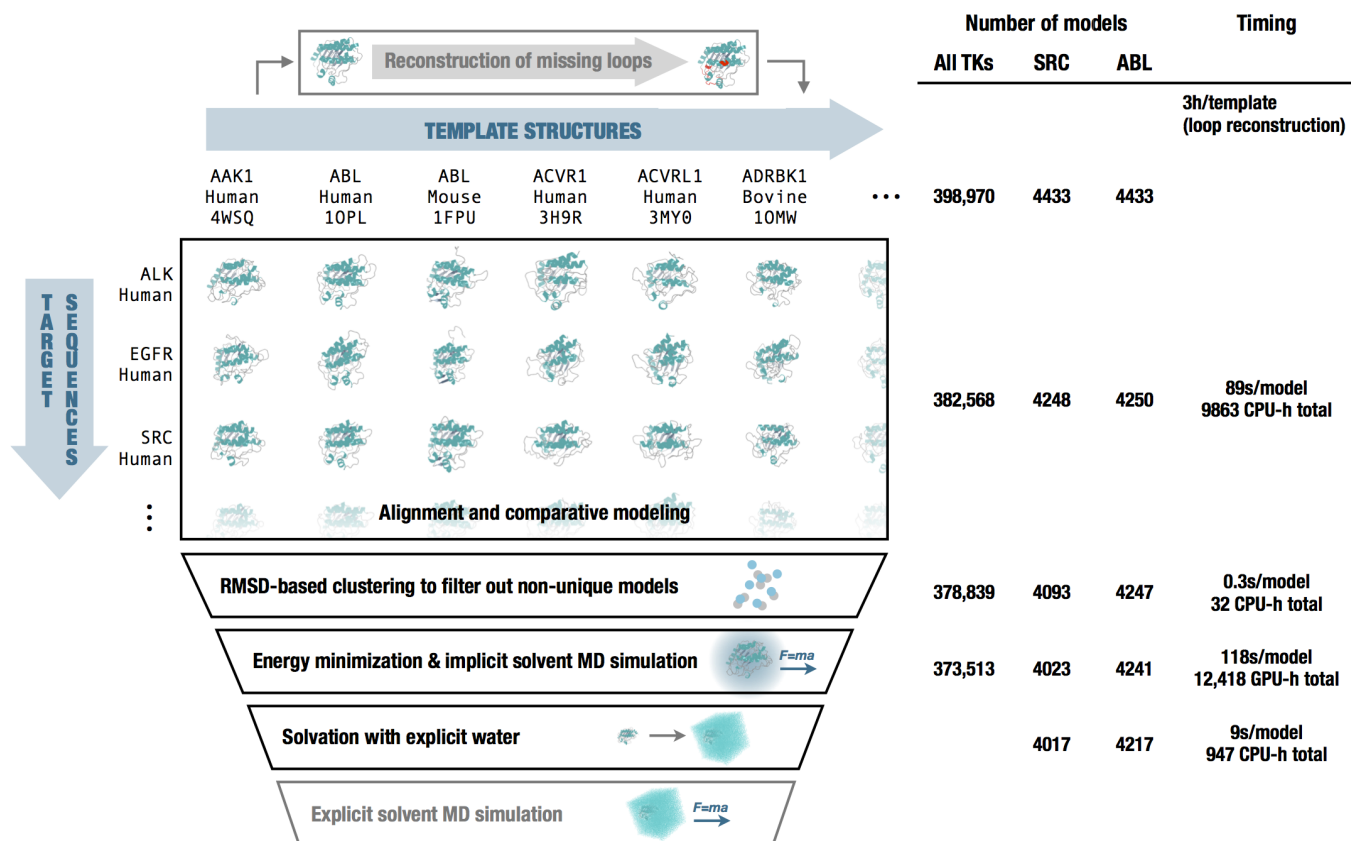 Number of models
Timing
All TKs
SRC
ABL
Reconstruction of missing loops
3h/template
(loop reconstruction)
TEMPLATE STRUCTURES
AAK1
Human
4WSQ
ABL
Human
1OPL
ABL
Mouse
1FPU
ACVR1
Human
3H9R
ACVRL1
Human
3MY0
ADRBK1
Bovine
1OMW
...
398,970
4433
4433
TARGET
SEQUENCES
ALK
Human
EGFR
Human
SRC
Human
...
Alignment and comparative modeling
382,568
4248
4250
89s/model
9863 CPU-h total
RMSD-based clustering to filter out non-unique models
378,839
4093
4247
0.3s/model
32 CPU-h total
Energy minimization & implicit solvent MD simulation
F=ma
373,513
4023
4241
118s/model
12,418 GPU-h total
Solvation with explicit water
4017
4217
9s/model
947 CPU-h total
Explicit solvent MD simulation
F=ma